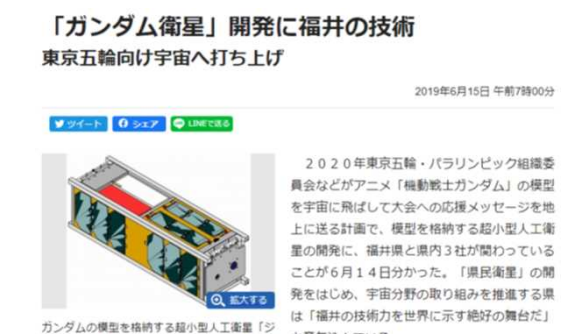 「ガンダム衛星」開発に福井の技術
東京五輪向け宇宙へ打ち上げ
2019年6月15日 午前7時00分
ツイート
シェア
LINEで送る
２０２０年東京五輪・パラリンピック組織委
員会などがアニメ「機動戦士ガンダム」の模型
を宇宙に飛ばして大会への応援メッセージを地
上に送る計画で、模型を格納する超小型人工衛
星の開発に、福井県と県内３社が関わっている
ことが６月１４日分かった。「県民衛星」の開
発をはじめ、宇宙分野の取り組みを推進する県
は「福井の技術力を世界に示す絶好の舞台だ」
拡大する
ガンダムの模型を格納する超小型人工衛星「ジ